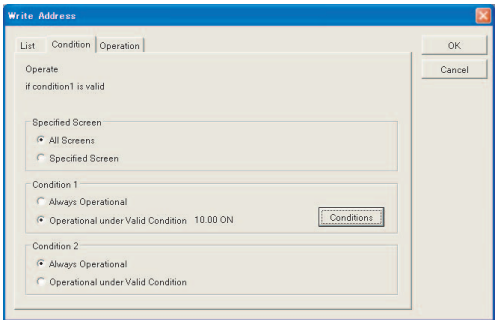 Write Address
List Condition Operation
OK
Cancel
Operate
if condition1 is valid
Specified Screen
All Screens
Specified Screen
Condition 1
Always Operational
Operational under Valid Condition 10.00 ON
Conditions
Condition 2
Always Operational
Operational under Valid Condition